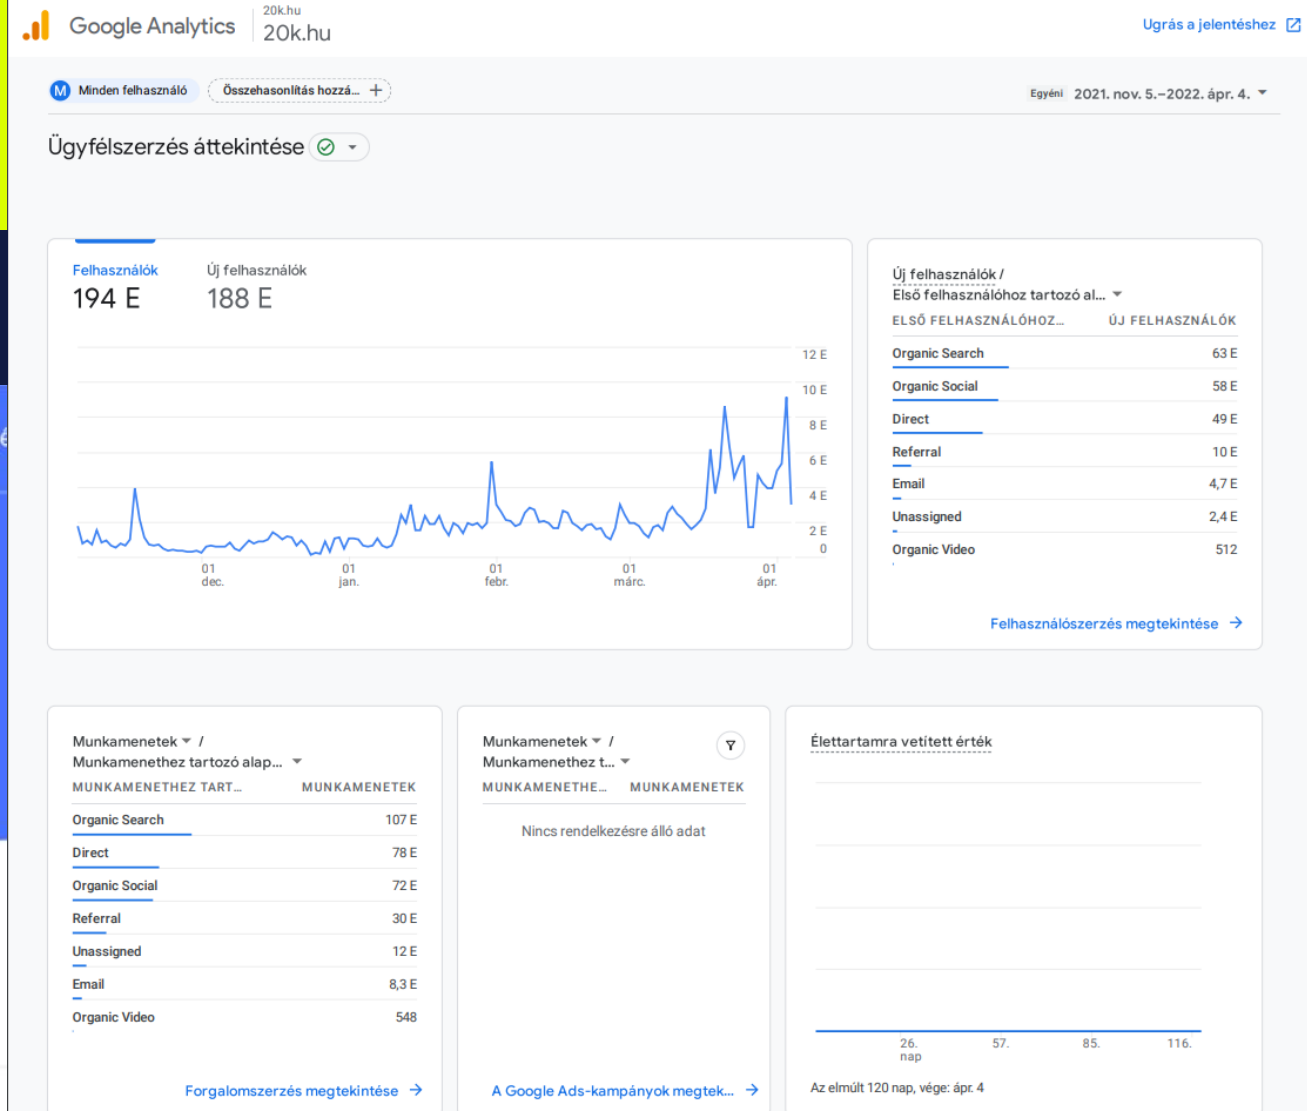 Google Analytics
20k.hu
20k.hu
Ugrás a jelentéshez
M Minden felhasználó
Összehasonlítás hozzá... +
Egyéni 2021. nov. 5.–2022. ápr. 4.
Ügyfélszerzés áttekintése
Felhasználók
194 E
Új felhasználók
188 E
12 E
10 E
8 E
6 E
4 E
2 E
0
01 dec.
01 jan.
01 febr.
01 márc.
01 ápr.
Új felhasználók /
Első felhasználóhoz tartozó al...
ELSŐ FELHASZNÁLÓHOZ... ÚJ FELHASZNÁLÓK
Organic Search 63 E
Organic Social 58 E
Direct 49 E
Referral 10 E
Email 4,7 E
Unassigned 2,4 E
Organic Video 512
Felhasználószerzés megtekintése →
Munkamenetek /
Munkamenethez tartozó alap...
MUNKAMENETHEZ TART... MUNKAMENETEK
Organic Search 107 E
Direct 78 E
Organic Social 72 E
Referral 30 E
Unassigned 12 E
Email 8,3 E
Organic Video 548
Forgalomszerzés megtekintése →
Munkamenetek /
Munkamenethez t...
MUNKAMENETHE... MUNKAMENETEK
Nincs rendelkezésre álló adat
A Google Ads-kampányok megtek... →
Élettartamra vetített érték
26. nap
57.
85.
116.
Az elmúlt 120 nap, vége: ápr. 4